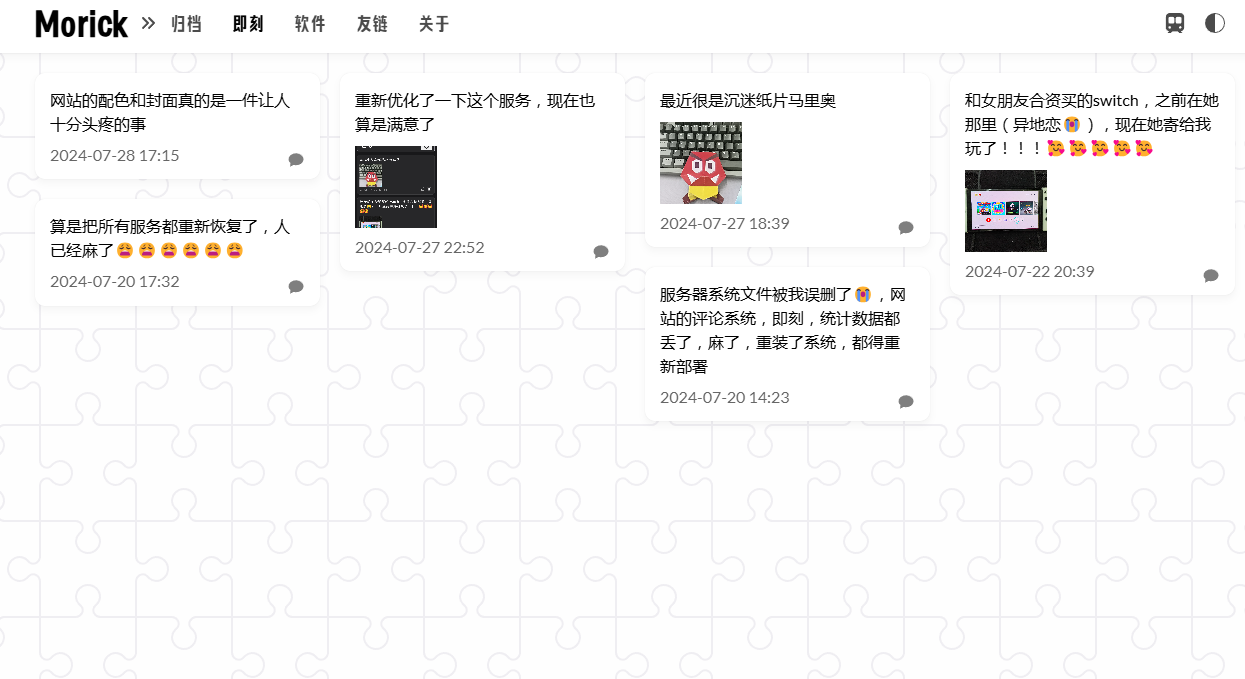 Morick
归档
即刻
软件
友链
关于
网站的配色和封面真的是一件让人
十分头疼的事
2024-07-28 17:15
算是把所有服务都重新恢复了，人
已经麻了😩😩😩😩😩😩
2024-07-20 17:32
重新优化了一下这个服务，现在也
算是满意了
2024-07-27 22:52
最近很是沉迷纸片马里奥
2024-07-27 18:39
服务器系统文件被我误删了😭，网
站的评论系统，即刻，统计数据都
丢了，麻了，重装了系统，都得重
新部署
2024-07-20 14:23
和女朋友合资买的switch，之前在她
那里（异地恋😭），现在她寄给我
玩了！！！🥰🥰🥰🥰🥰
2024-07-22 20:39